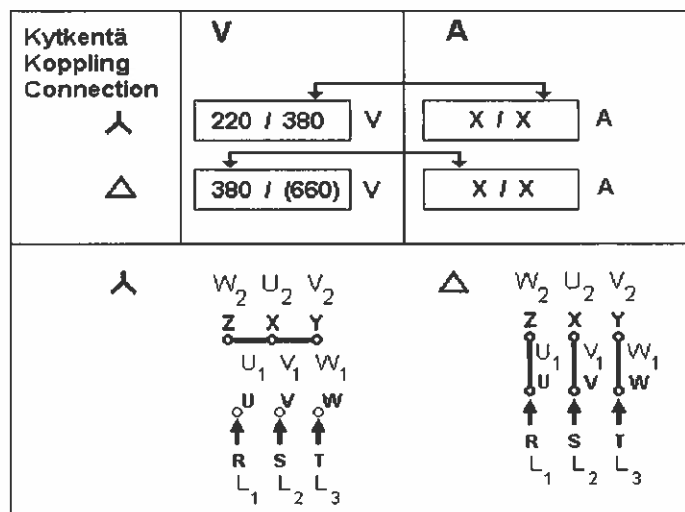 Kytkentä
Koppling
Connection
V
A
220 / 380 V
X / X A
380 / (660) V
X / X A
W2 U2 V2
Z X Y
U1 V1 W1
U V W
R S T
L1 L2 L3
W2 U2 V2
Z X Y
U1 V1 W1
U V W
R S T
L1 L2 L3